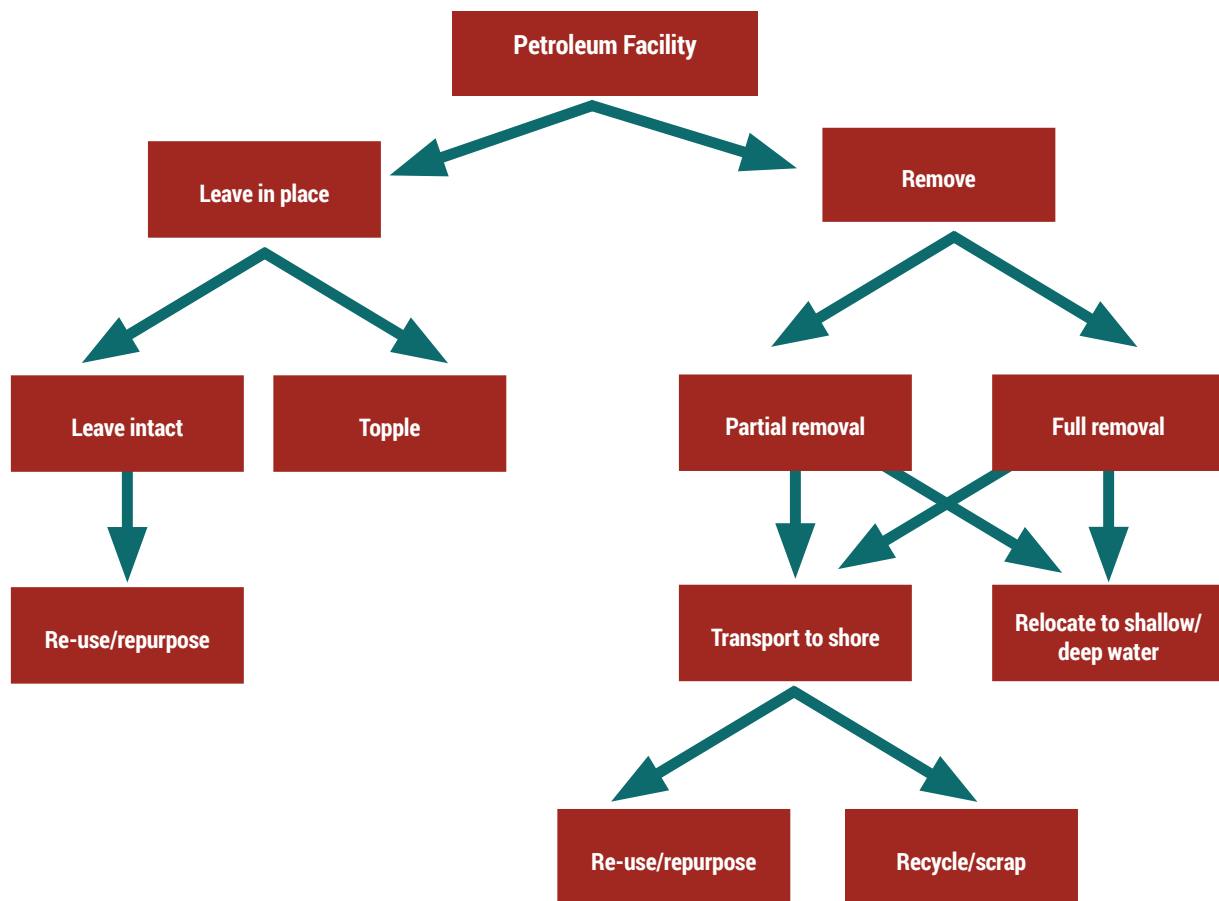 Petroleum Facility
Leave in place
Remove
Leave intact
Topple
Partial removal
Full removal
Re-use/repurpose
Transport to shore
Relocate to shallow/
deep water
Re-use/repurpose
Recycle/scrap